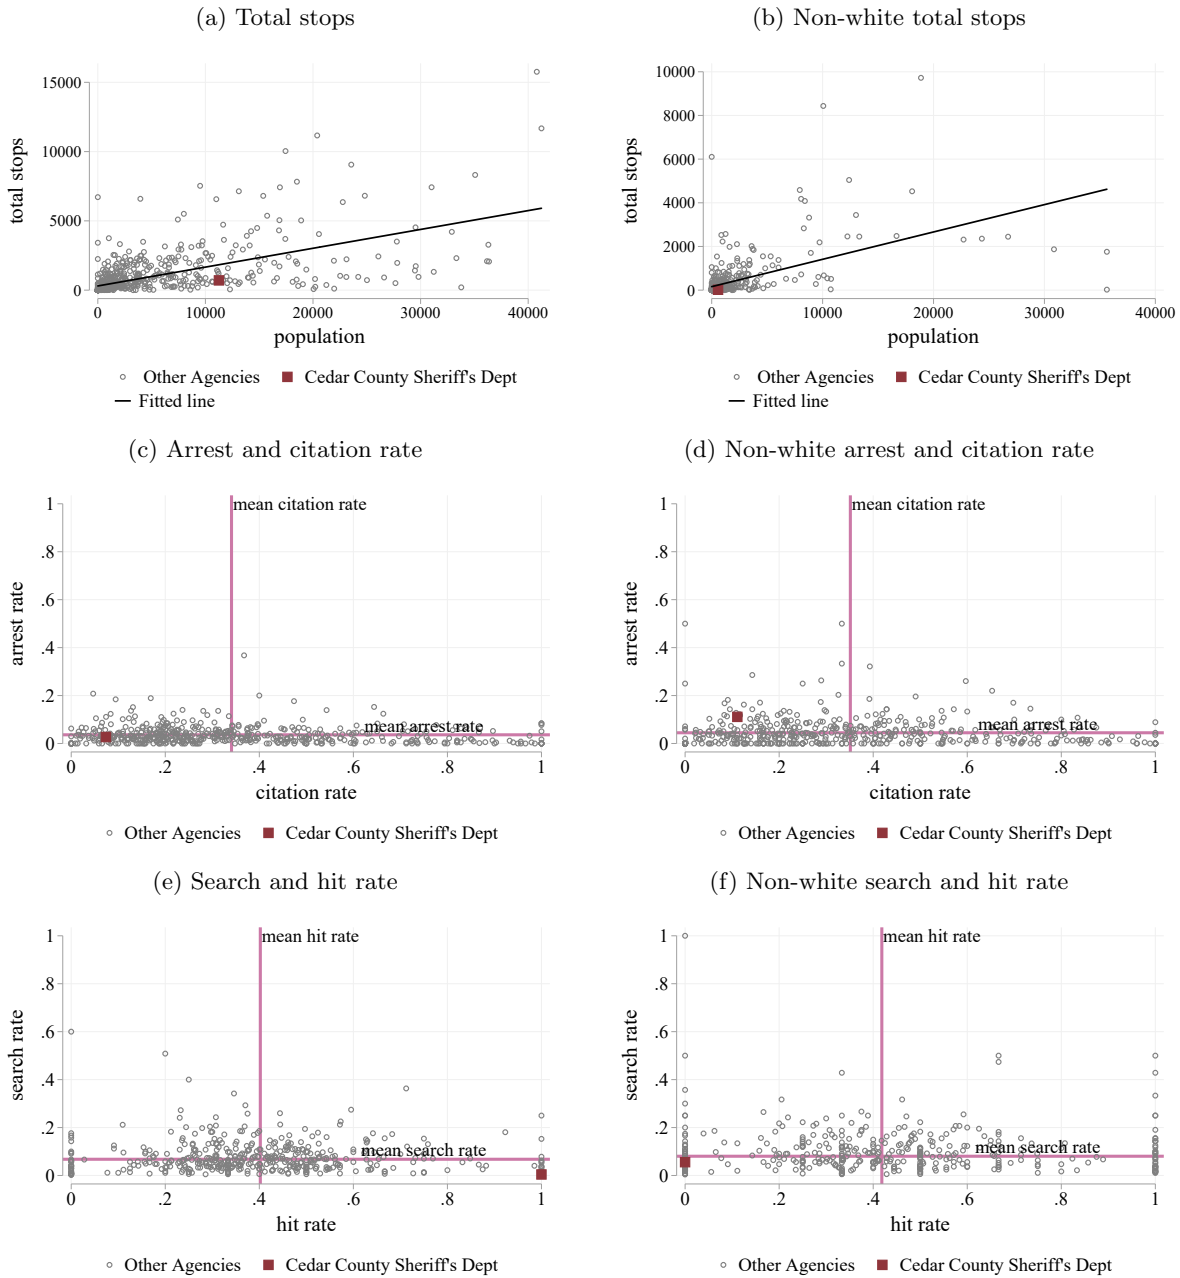 (a) Total stops
(b) Non-white total stops
total stops
15000
10000
5000
0
0 10000 20000 30000 40000
population
Other Agencies Cedar County Sheriff's Dept
Fitted line
total stops
10000
8000
6000
4000
2000
0
0 10000 20000 30000 40000
population
Other Agencies Cedar County Sheriff's Dept
Fitted line
(c) Arrest and citation rate
(d) Non-white arrest and citation rate
arrest rate
1
.8
.6
.4
.2
0
mean citation rate
mean arrest rate
0 .2 .4 .6 .8 1
citation rate
Other Agencies Cedar County Sheriff's Dept
arrest rate
1
.8
.6
.4
.2
0
mean citation rate
mean arrest rate
0 .2 .4 .6 .8 1
citation rate
Other Agencies Cedar County Sheriff's Dept
(e) Search and hit rate
(f) Non-white search and hit rate
search rate
1
.8
.6
.4
.2
0
mean hit rate
mean search rate
0 .2 .4 .6 .8 1
hit rate
Other Agencies Cedar County Sheriff's Dept
search rate
1
.8
.6
.4
.2
0
mean hit rate
mean search rate
0 .2 .4 .6 .8 1
hit rate
Other Agencies Cedar County Sheriff's Dept